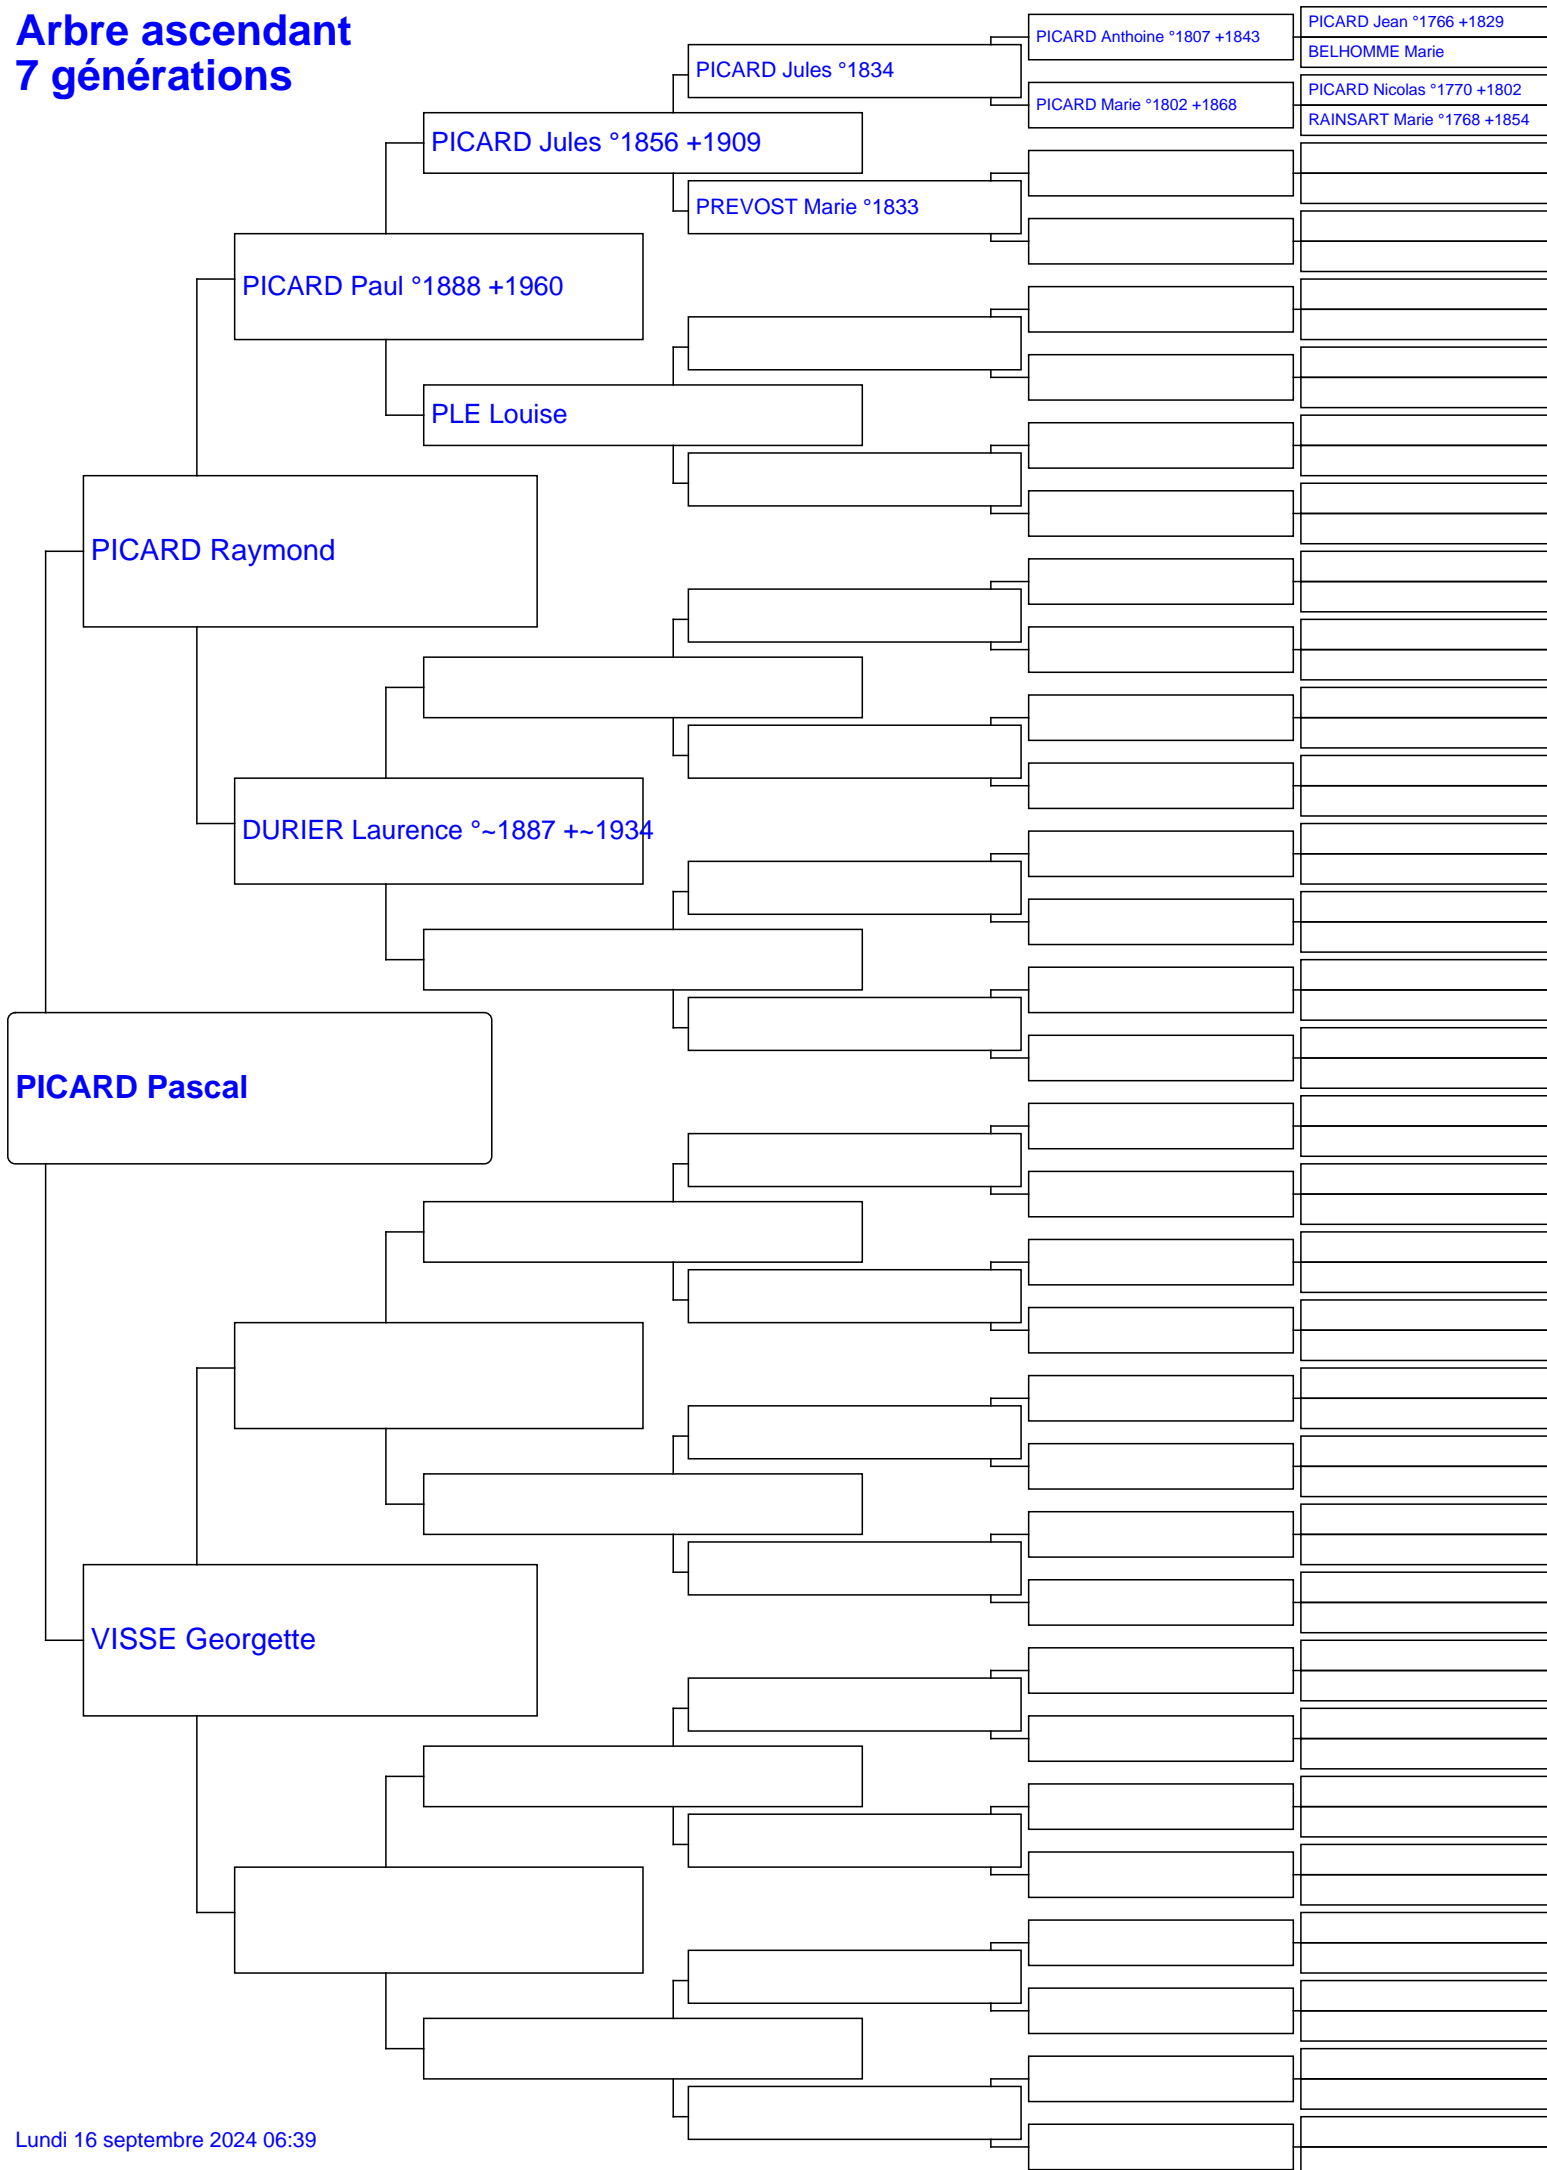 Arbre ascendant
7 générations
PICARD Anthoine °1807 +1843
PICARD Jean °1766 +1829
BELHOMME Marie
PICARD Jules °1834
PICARD Marie °1802 +1868
PICARD Nicolas °1770 +1802
RAINSART Marie °1768 +1854
PICARD Jules °1856 +1909
PREVOST Marie °1833
PICARD Paul °1888 +1960
PLE Louise
PICARD Raymond
DURIER Laurence °~1887 +~1934
PICARD Pascal
VISSE Georgette
Lundi 16 septembre 2024 06:39